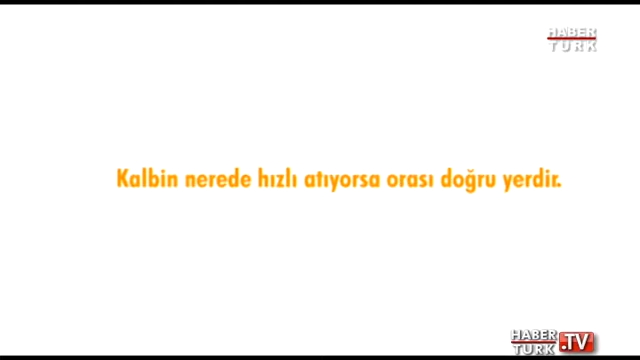 HABER
TÜRK
Kalbin nerede hızlı atıyorsa orası doğru yerdir.
HABER
TÜRK
.TV